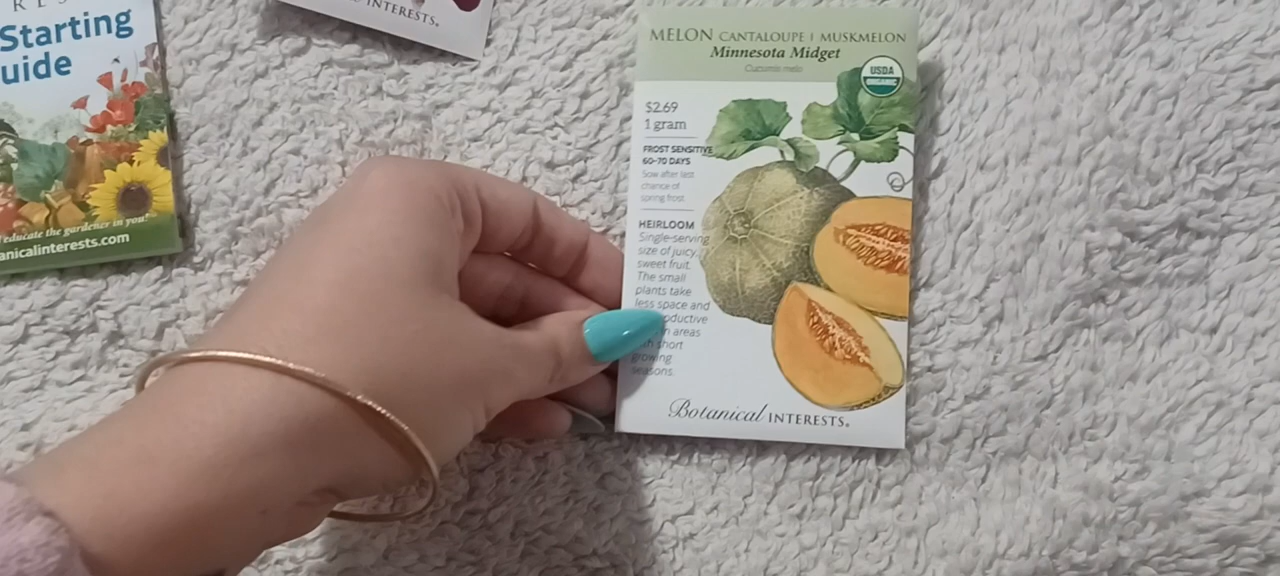 Starting
uide
educate the gardener in you!
anicalinterests.com
INTERESTS®
MELON CANTALOUPE | MUSKMELON
Minnesota Midget
Cucumis melo
USDA
ORGANIC
$2.69
1 gram
FROST SENSITIVE
60-70 DAYS
Sow after last
chance of
spring frost
HEIRLOOM
Single-serving
size of juicy,
sweet fruit.
The small
plants take
less space and
oductive
areas
short
growing
seasons.
Botanical INTERESTS®